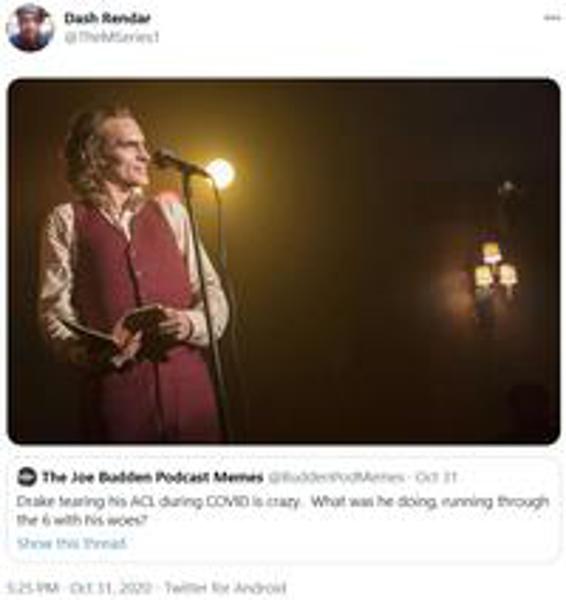 Dash Rendar
@TheMSeries1
The Joe Budden Podcast Memes @BuddenPodMemes · Oct 31
Drake tearing his ACL during COVID is crazy. What was he doing, running through
the 6 with his woes?
Show this thread
5:25 PM · Oct 31, 2020 · Twitter for Android